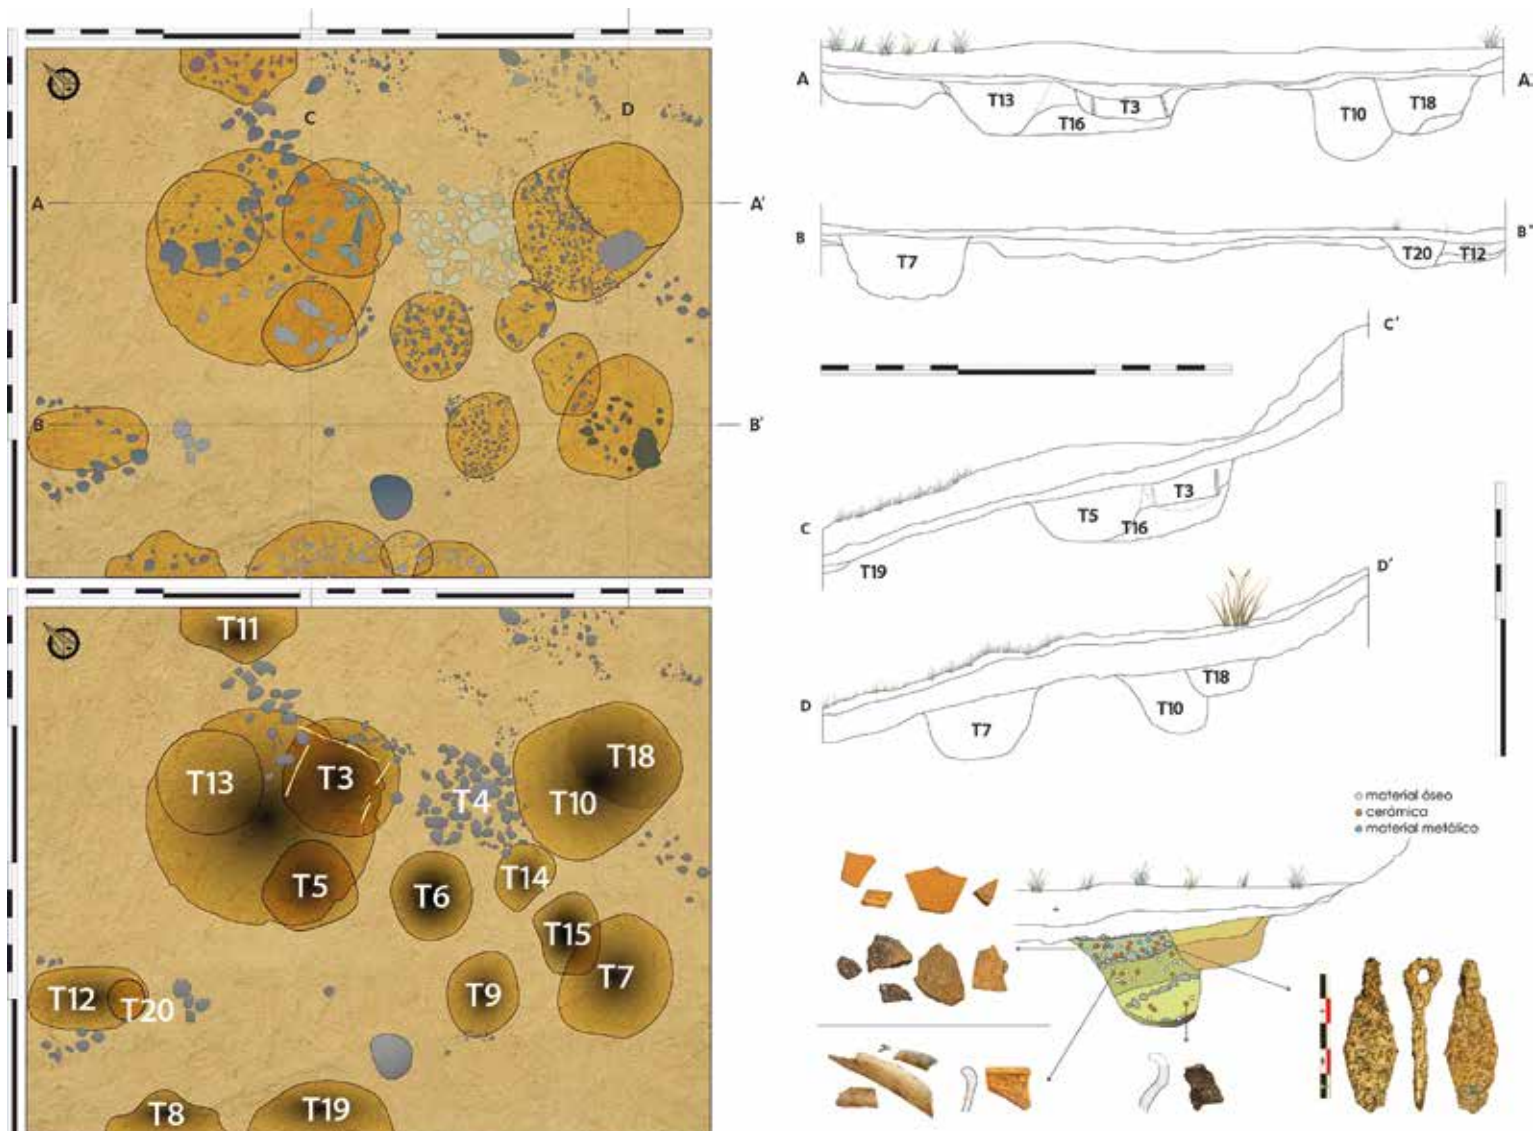 C
D
A
A'
B
B'
T11
T13
T3
T4
T18
T10
T5
T6
T14
T15
T7
T12
T20
T9
T8
T19
A
T13
T3
T16
T10
T18
A
B
T7
T20
T12
B'
C'
T3
T5
T16
C
T19
D'
T18
T10
T7
D
material óseo
cerámica
material metálico